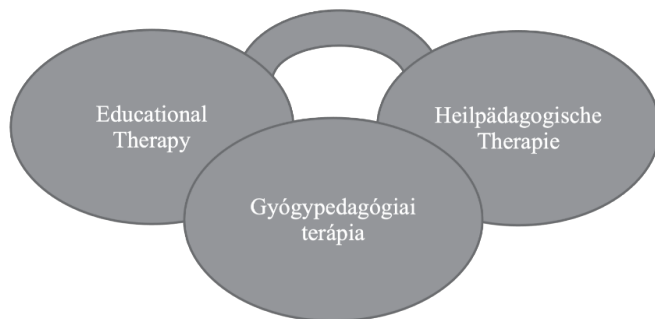 Educational
Therapy
Heilpädagogische
Therapie
Gyógypedagógiai
terápia